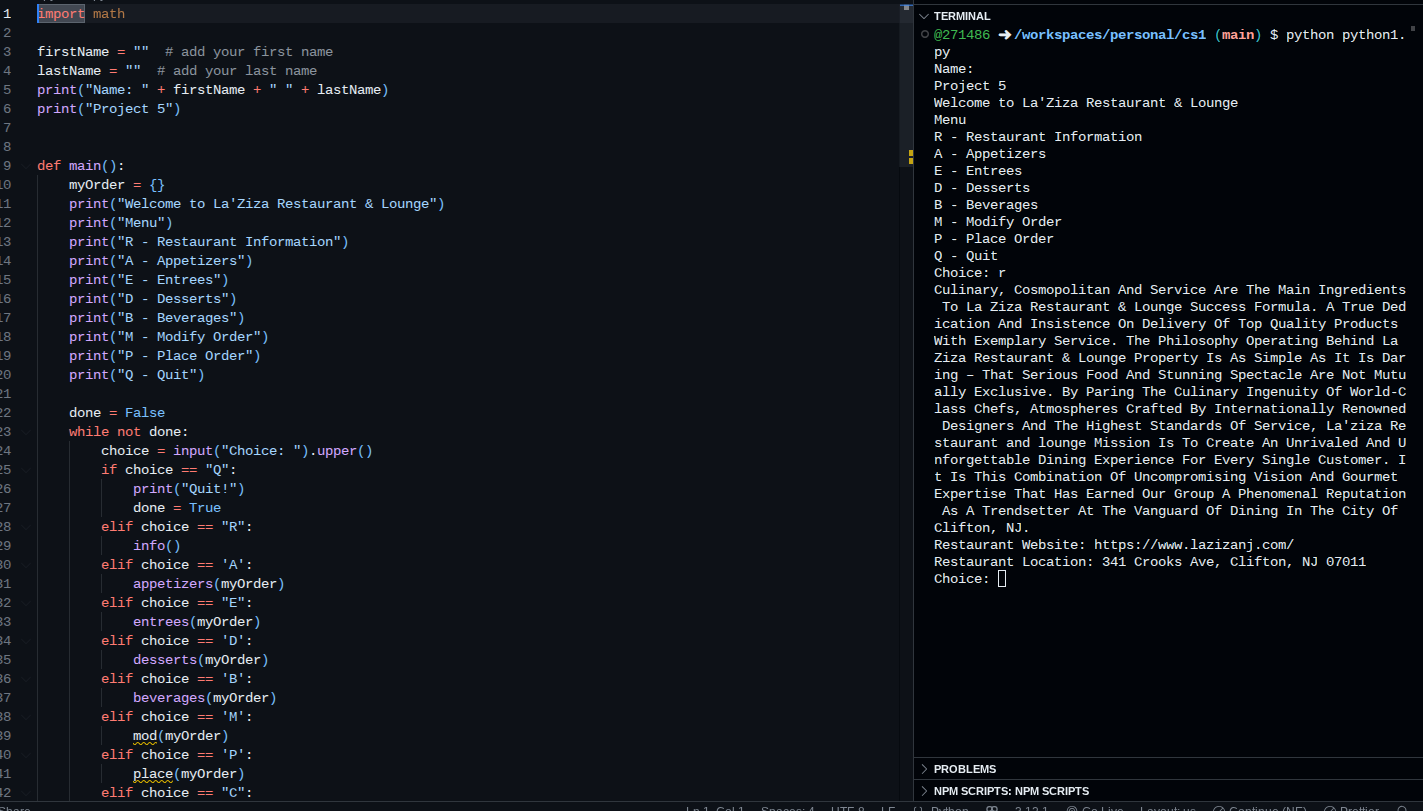 1 import math
2
3 firstName = ""  # add your first name
4 lastName = ""  # add your last name
5 print("Name: " + firstName + " " + lastName)
6 print("Project 5")
7
8
9 def main():
10     myOrder = {}
11     print("Welcome to La'Ziza Restaurant & Lounge")
12     print("Menu")
13     print("R - Restaurant Information")
14     print("A - Appetizers")
15     print("E - Entrees")
16     print("D - Desserts")
17     print("B - Beverages")
18     print("M - Modify Order")
19     print("P - Place Order")
20     print("Q - Quit")
21
22     done = False
23     while not done:
24         choice = input("Choice: ").upper()
25         if choice == "Q":
26             print("Quit!")
27             done = True
28         elif choice == "R":
29             info()
30         elif choice == 'A':
31             appetizers(myOrder)
32         elif choice == "E":
33             entrees(myOrder)
34         elif choice == 'D':
35             desserts(myOrder)
36         elif choice == 'B':
37             beverages(myOrder)
38         elif choice == 'M':
39             mod(myOrder)
40         elif choice == 'P':
41             place(myOrder)
42         elif choice == "C":
TERMINAL
@271486 ➜ /workspaces/personal/cs1 (main) $ python python1.
py
Name:
Project 5
Welcome to La'Ziza Restaurant & Lounge
Menu
R - Restaurant Information
A - Appetizers
E - Entrees
D - Desserts
B - Beverages
M - Modify Order
P - Place Order
Q - Quit
Choice: r
Culinary, Cosmopolitan And Service Are The Main Ingredients
 To La Ziza Restaurant & Lounge Success Formula. A True Ded
ication And Insistence On Delivery Of Top Quality Products
With Exemplary Service. The Philosophy Operating Behind La
Ziza Restaurant & Lounge Property Is As Simple As It Is Dar
ing – That Serious Food And Stunning Spectacle Are Not Mutu
ally Exclusive. By Paring The Culinary Ingenuity Of World-C
lass Chefs, Atmospheres Crafted By Internationally Renowned
 Designers And The Highest Standards Of Service, La'ziza Re
staurant and lounge Mission Is To Create An Unrivaled And U
nforgettable Dining Experience For Every Single Customer. I
t Is This Combination Of Uncompromising Vision And Gourmet
Expertise That Has Earned Our Group A Phenomenal Reputation
 As A Trendsetter At The Vanguard Of Dining In The City Of
Clifton, NJ.
Restaurant Website: https://www.lazizanj.com/
Restaurant Location: 341 Crooks Ave, Clifton, NJ 07011
Choice:
PROBLEMS
NPM SCRIPTS: NPM SCRIPTS